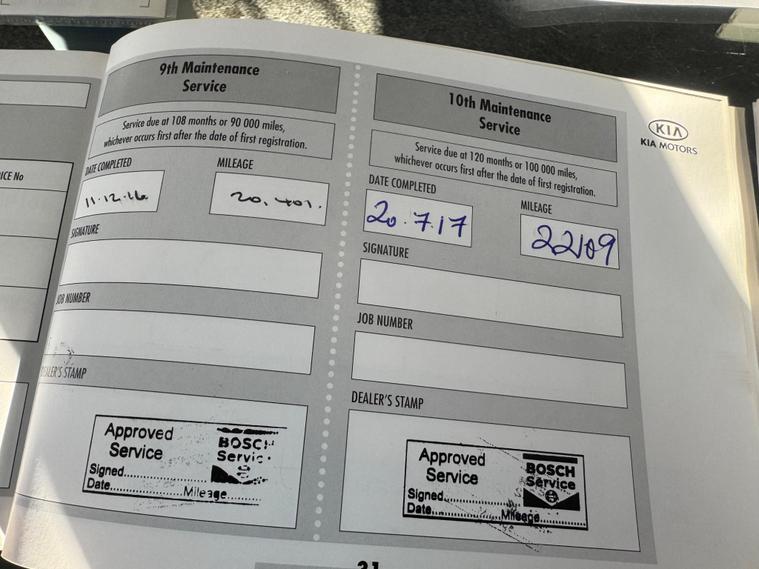 9th Maintenance
Service
Service due at 108 months or 90 000 miles,
whichever occurs first after the date of first registration.
DATE COMPLETED
MILEAGE
11.12.16
20,401.
SIGNATURE
JOB NUMBER
DEALER'S STAMP
Approved
Service
BOSCH
Service
Signed
Date
Mileage
10th Maintenance
Service
Service due at 120 months or 100 000 miles,
whichever occurs first after the date of first registration.
DATE COMPLETED
MILEAGE
20.7.17
22109
SIGNATURE
JOB NUMBER
DEALER'S STAMP
Approved
Service
BOSCH
Service
Signed
Date
Mileage
KIA
KIA MOTORS